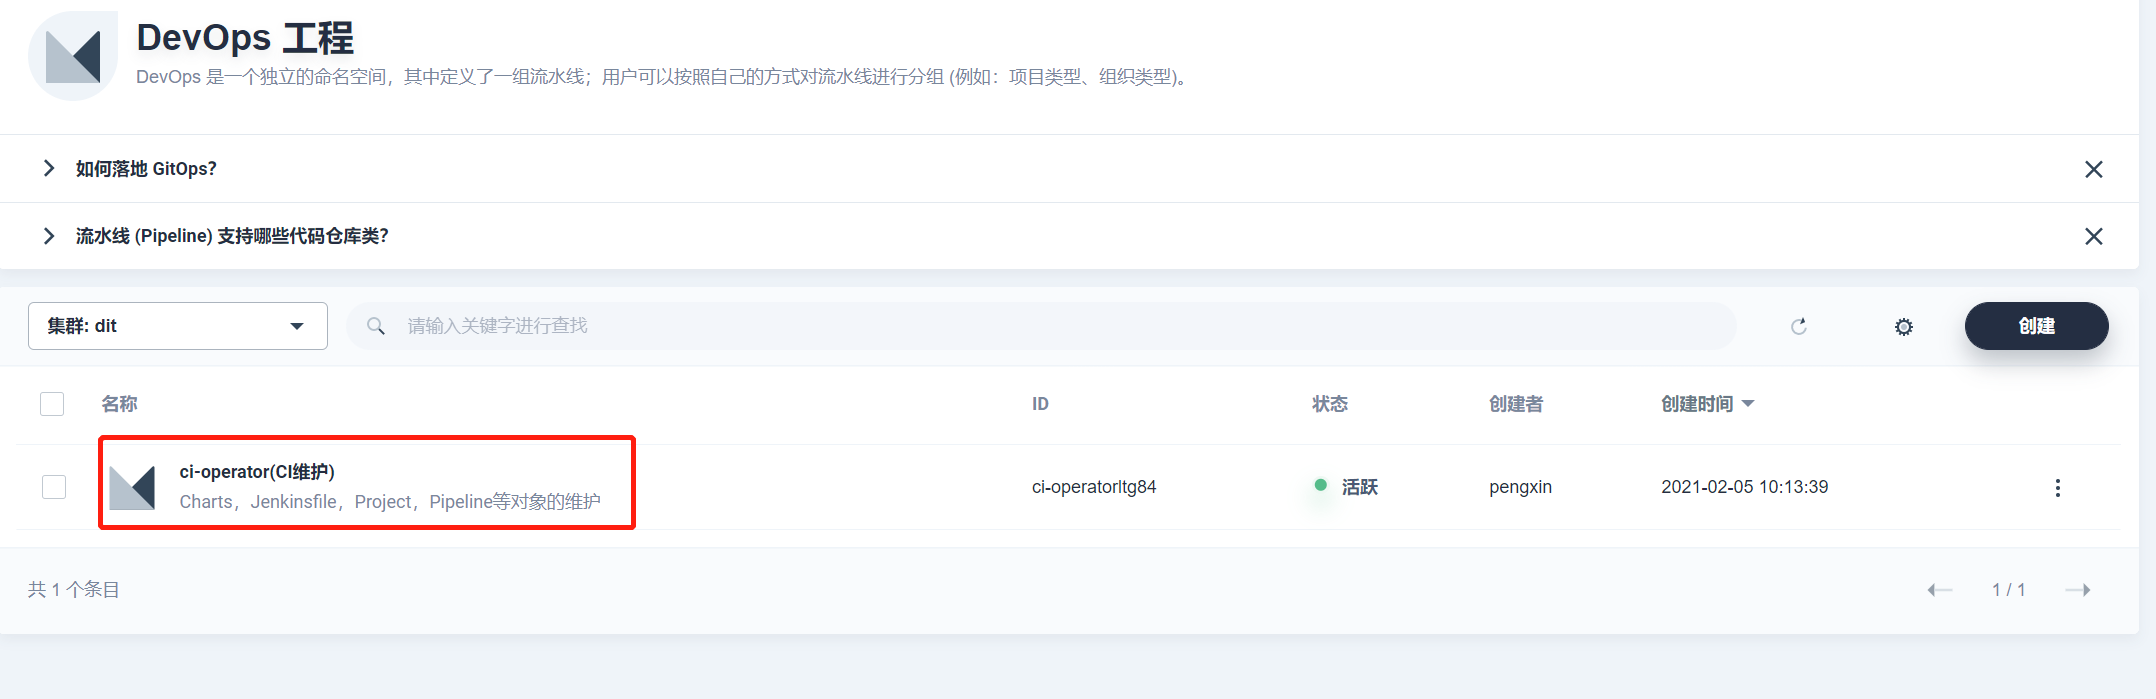 DevOps 工程
DevOps 是一个独立的命名空间，其中定义了一组流水线；用户可以按照自己的方式对流水线进行分组 (例如：项目类型、组织类型)。
如何落地 GitOps？
流水线 (Pipeline) 支持哪些代码仓库类？
集群: dit
请输入关键字进行查找
创建
名称 ID 状态 创建者 创建时间
ci-operator(CI维护)
Charts，Jenkinsfile，Project，Pipeline等对象的维护
ci-operatorltg84 活跃 pengxin 2021-02-05 10:13:39
共 1 个条目
1 / 1